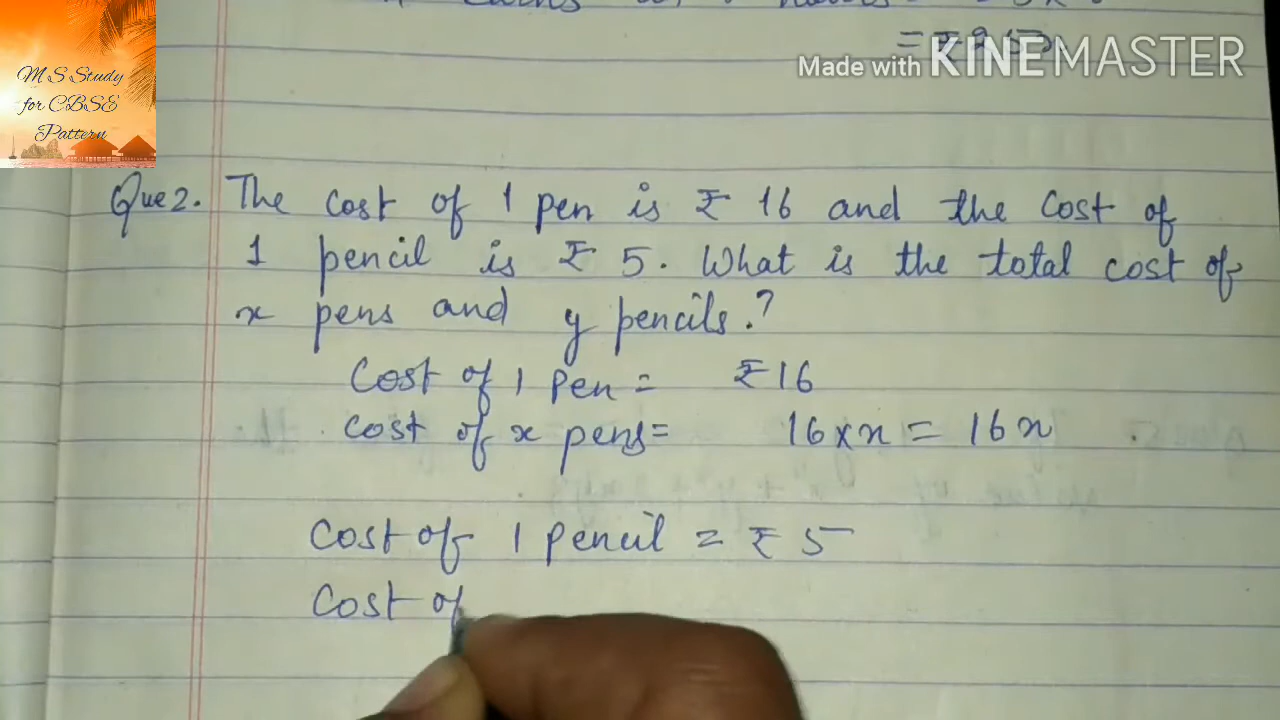 Made with KINEMASTER
M S Study
for CBSE
Pattern
Que 2. The cost of 1 pen is ₹ 16 and the cost of
1 pencil is ₹ 5. What is the total cost of
x pens and y pencils.?
Cost of 1 Pen = ₹16
cost of x pens= 16×x = 16x
Cost of 1 Pencil = ₹ 5
Cost of